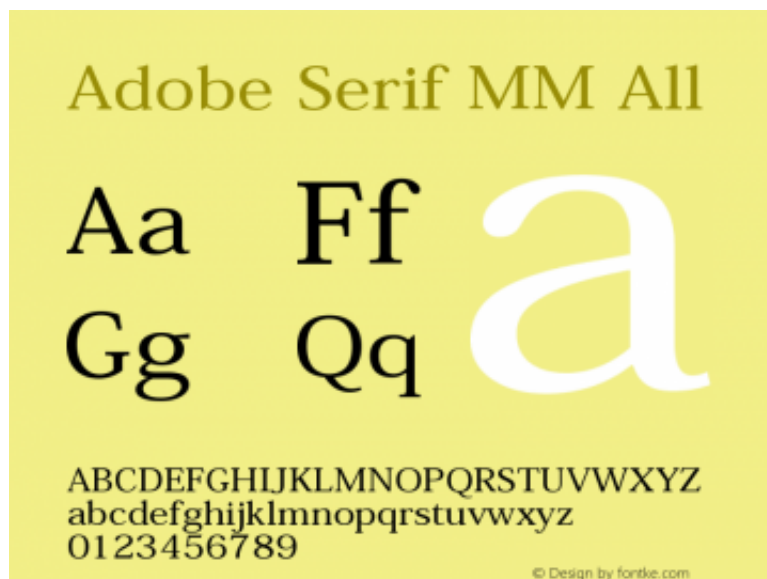 Adobe Serif MM All
Aa Ff a
Gg Qq
ABCDEFGHIJKLMNOPQRSTUVWXYZ
abcdefghijklmnopqrstuvwxyz
0123456789
© Design by fontke.com